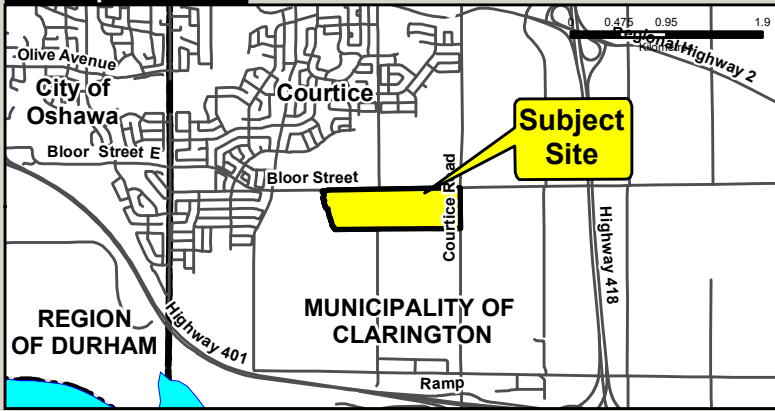 0 0.475 0.95 1.9
Kilometres
Regional Highway 2
Olive Avenue
City of
Oshawa
Courtice
Subject
Site
Bloor Street E
Bloor Street
Courtice Road
Highway 418
MUNICIPALITY OF
CLARINGTON
REGION
OF DURHAM
Highway 401
Ramp